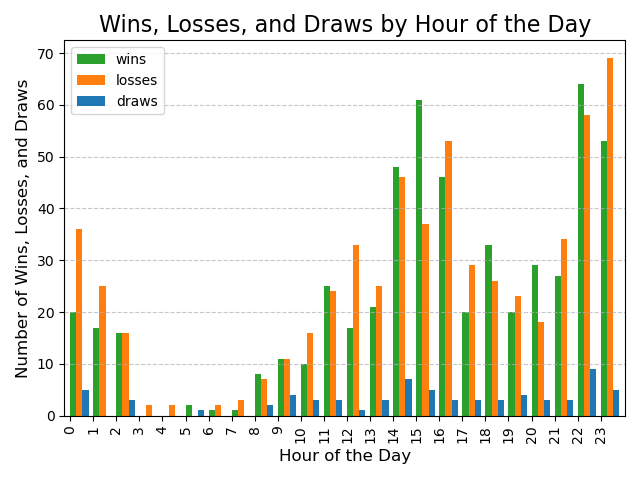 Wins, Losses, and Draws by Hour of the Day
wins
losses
draws
Number of Wins, Losses, and Draws
70
60
50
40
30
20
10
0
0 1 2 3 4 5 6 7 8 9 10 11 12 13 14 15 16 17 18 19 20 21 22 23
Hour of the Day